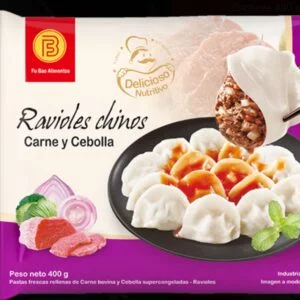 Fu Bao Alimentos
Delicioso
Nutritivo
Ravioles chinos
Carne y Cebolla
Peso neto 400 g
Pastas frescas rellenas de Carne bovina y Cebolla supercongeladas - Ravioles
Industria
Imagen a mod